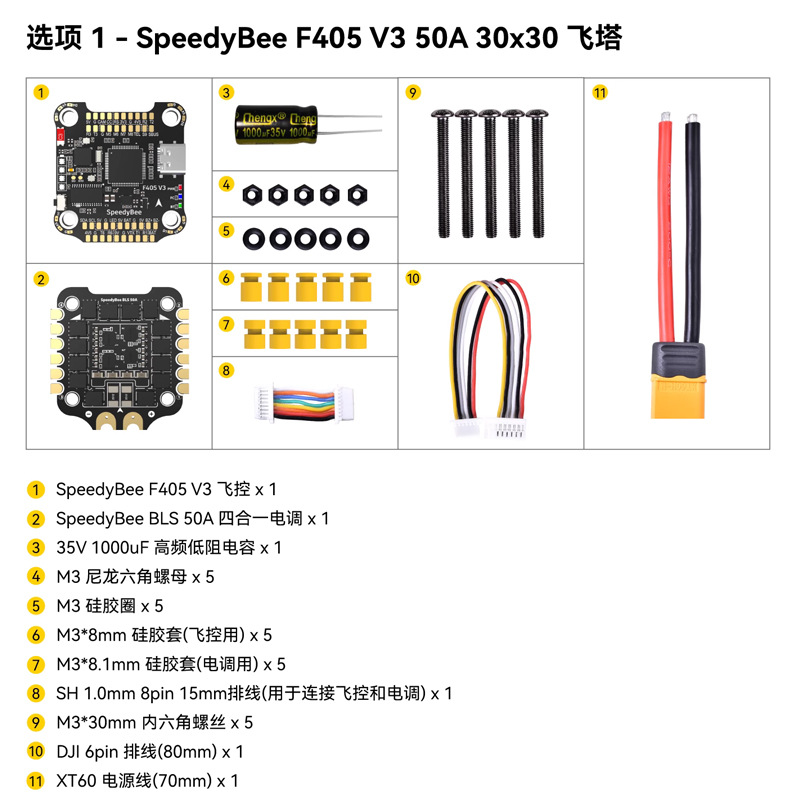 选项 1 - SpeedyBee F405 V3 50A 30x30 飞塔
1
F405 V3
SpeedyBee
2
SpeedyBee BLS 50A
3
Chengx
1000uF35V
4
5
6
7
8
9
10
11
1 SpeedyBee F405 V3 飞控 x 1
2 SpeedyBee BLS 50A 四合一电调 x 1
3 35V 1000uF 高频低阻电容 x 1
4 M3 尼龙六角螺母 x 5
5 M3 硅胶圈 x 5
6 M3*8mm 硅胶套(飞控用) x 5
7 M3*8.1mm 硅胶套(电调用) x 5
8 SH 1.0mm 8pin 15mm排线(用于连接飞控和电调) x 1
9 M3*30mm 内六角螺丝 x 5
10 DJI 6pin 排线(80mm) x 1
11 XT60 电源线(70mm) x 1